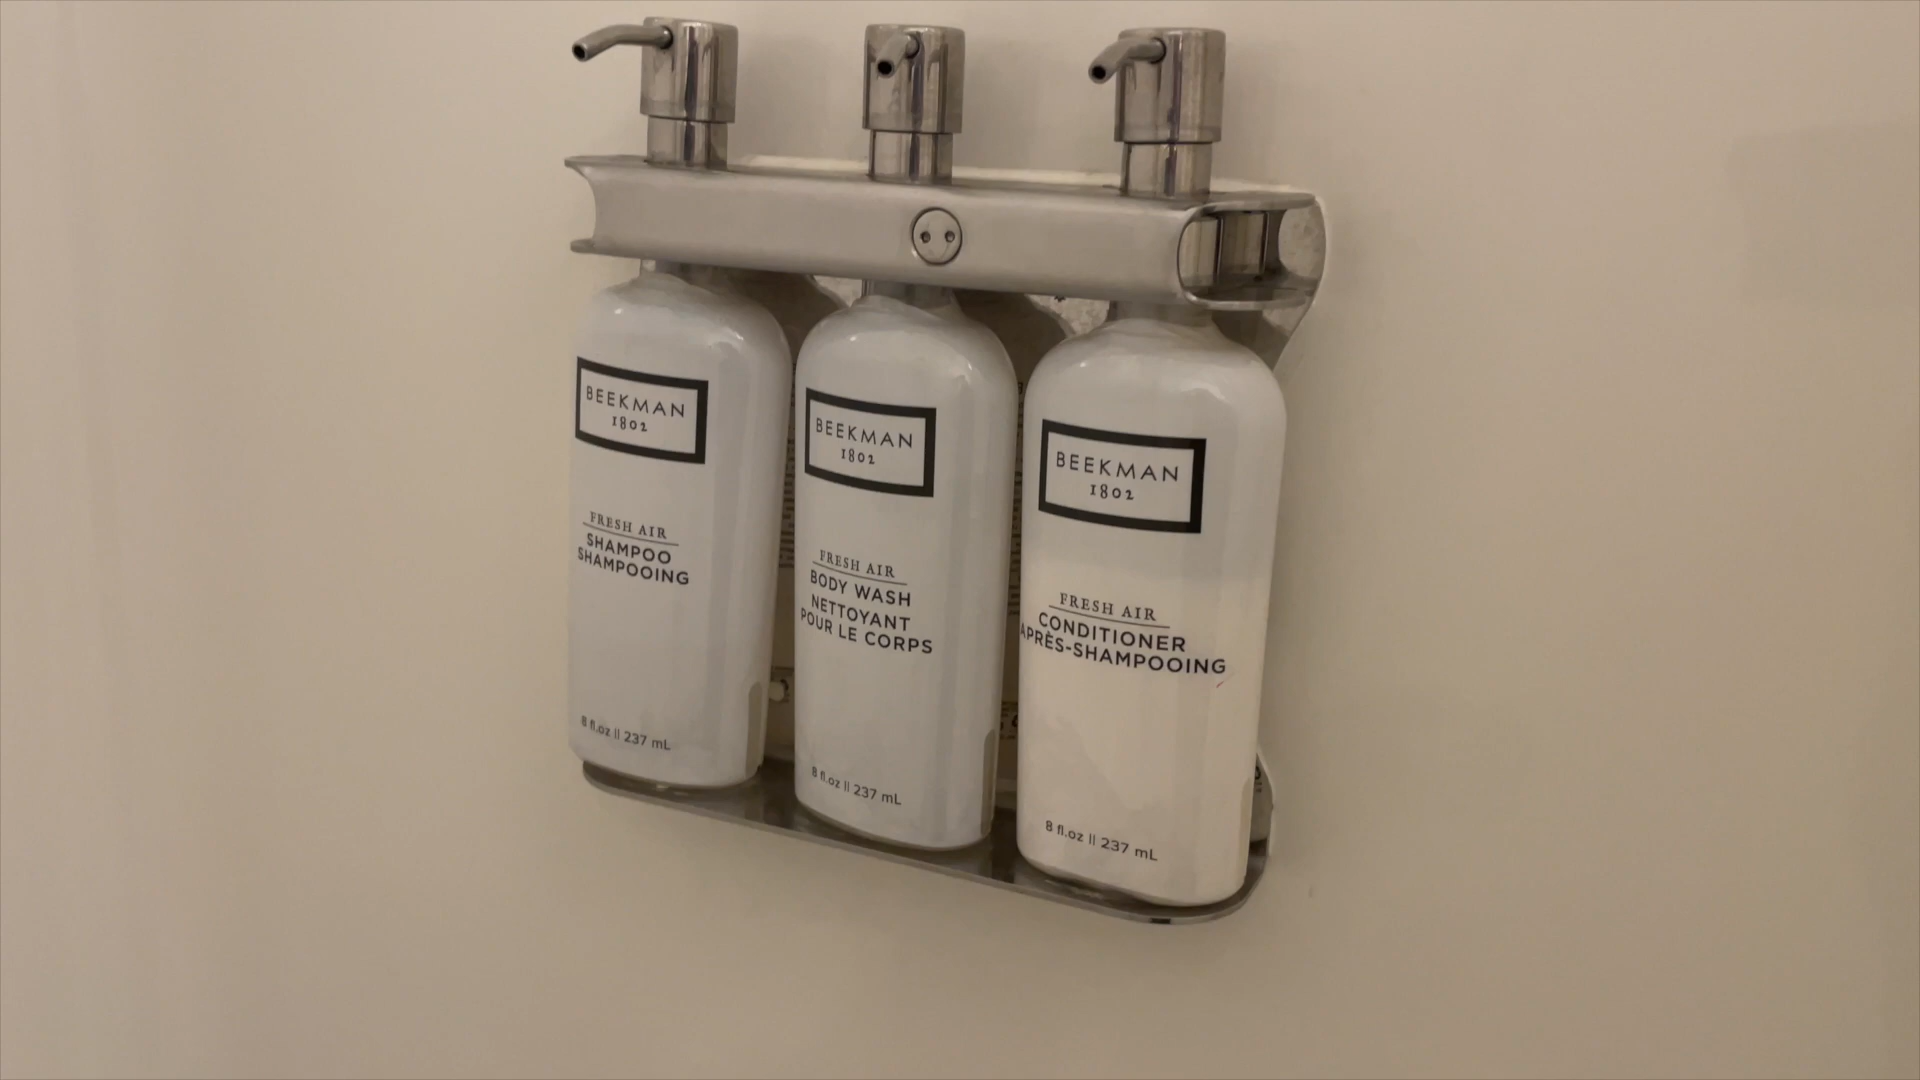 BEEKMAN
1802
FRESH AIR
SHAMPOO
SHAMPOOING
8 fl.oz || 237 mL
BEEKMAN
1802
FRESH AIR
BODY WASH
NETTOYANT
POUR LE CORPS
8 fl.oz || 237 mL
BEEKMAN
1802
FRESH AIR
CONDITIONER
APRÈS-SHAMPOOING
8 fl.oz || 237 mL